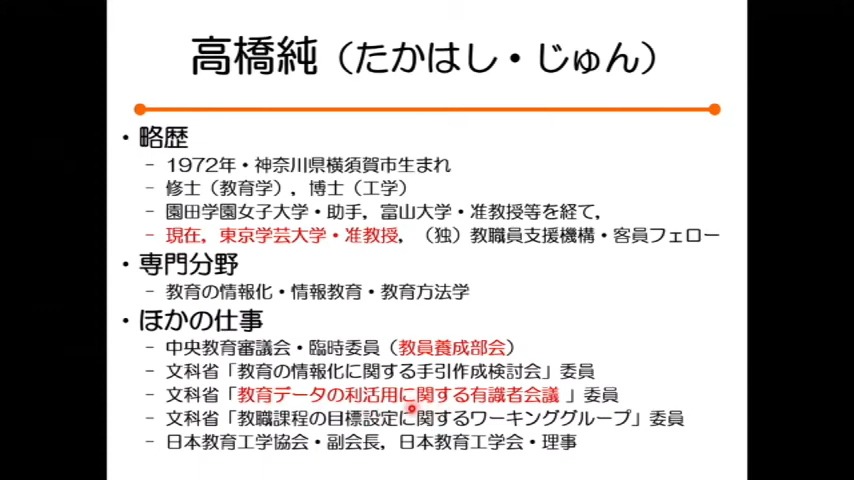 高橋純（たかはし・じゅん）
・略歴
– 1972年・神奈川県横須賀市生まれ
– 修士（教育学），博士（工学）
– 園田学園女子大学・助手，富山大学・准教授等を経て，
– 現在，東京学芸大学・准教授，（独）教職員支援機構・客員フェロー
・専門分野
– 教育の情報化・情報教育・教育方法学
・ほかの仕事
– 中央教育審議会・臨時委員（教員養成部会）
– 文科省「教育の情報化に関する手引作成検討会」委員
– 文科省「教育データの利活用に関する有識者会議 」委員
– 文科省「教職課程の目標設定に関するワーキンググループ」委員
– 日本教育工学協会・副会長，日本教育工学会・理事